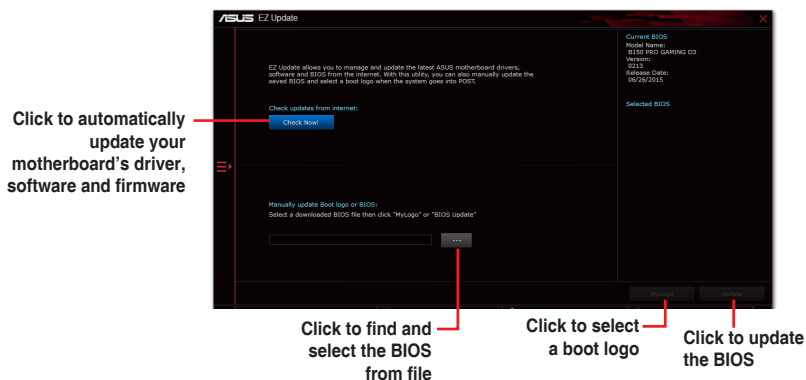 ASUS EZ Update
EZ Update allows you to manage and update the latest ASUS motherboard drivers,
software and BIOS from the internet. With this utility, you can also manually update the
saved BIOS and select a boot logo when the system goes into POST.
Check updates from internet:
Check Now!
Manually update Boot logo or BIOS:
Select a downloaded BIOS file then click "MyLogo" or "BIOS Update"
...
Current BIOS
Model Name:
B150 PRO GAMING D3
Version:
0213
Release Date:
06/26/2015
Selected BIOS
MyLogo
Update
Click to automatically
update your
motherboard's driver,
software and firmware
Click to find and
select the BIOS
from file
Click to select
a boot logo
Click to update
the BIOS